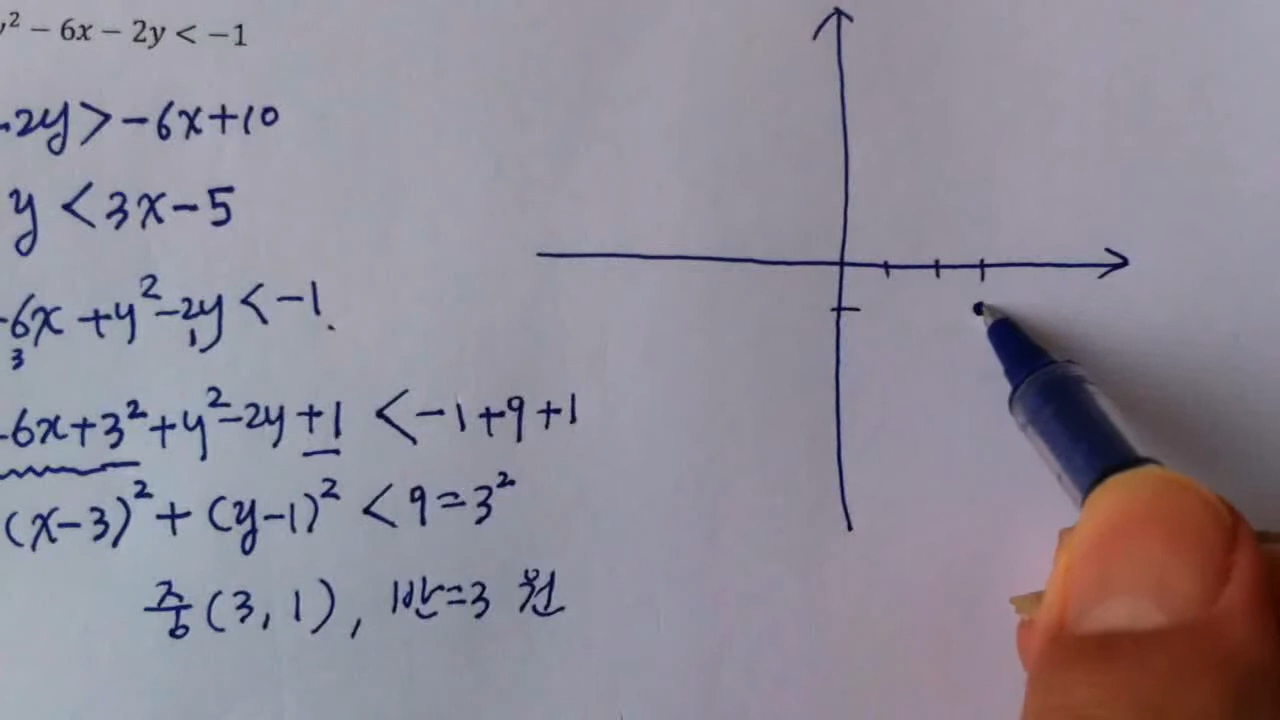 y² − 6x − 2y < −1
-2y > -6x+10
y < 3x-5
-6x +y²-2y < -1.
3 1
-6x+3²+y²-2y+1 < -1+9+1
(x-3)²+(y-1)² < 9=3²
중(3,1), 반=3 원